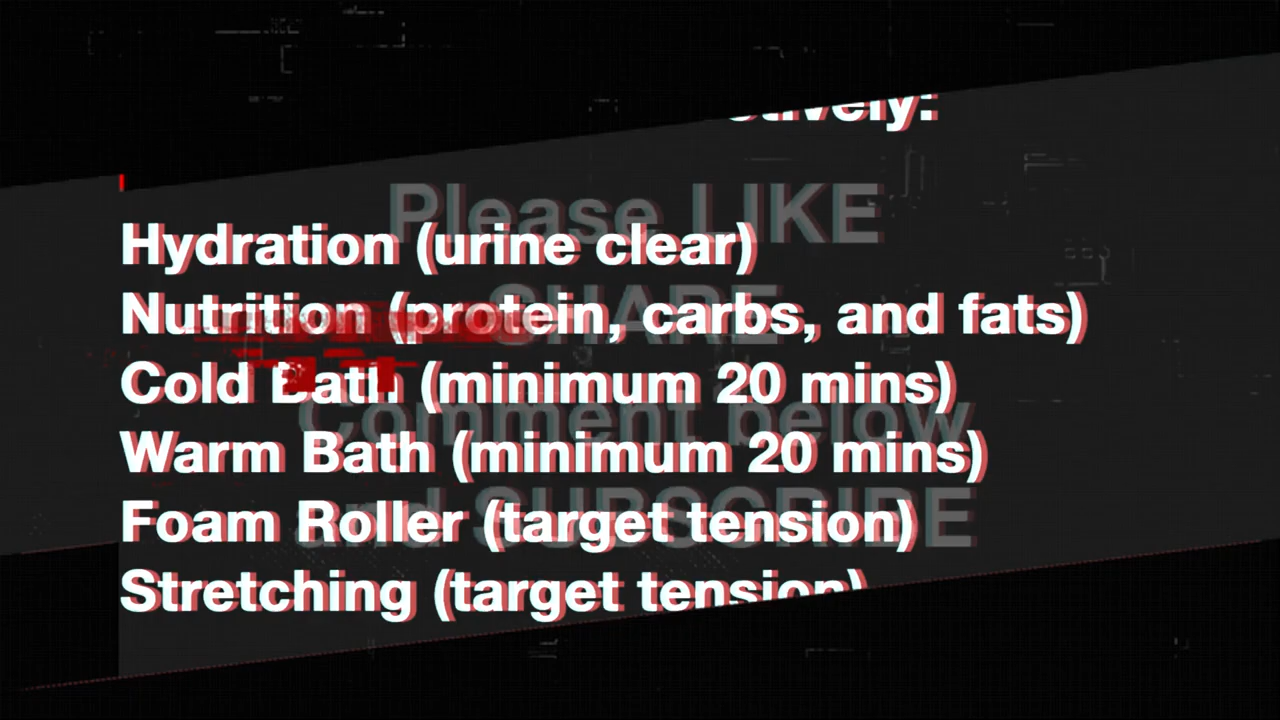 Hydration (urine clear)
Nutrition (protein, carbs, and fats)
Cold Bath (minimum 20 mins)
Warm Bath (minimum 20 mins)
Foam Roller (target tension)
Stretching (target tension)
Please LIKE
SHARE
Comment below
and SUBSCRIBE